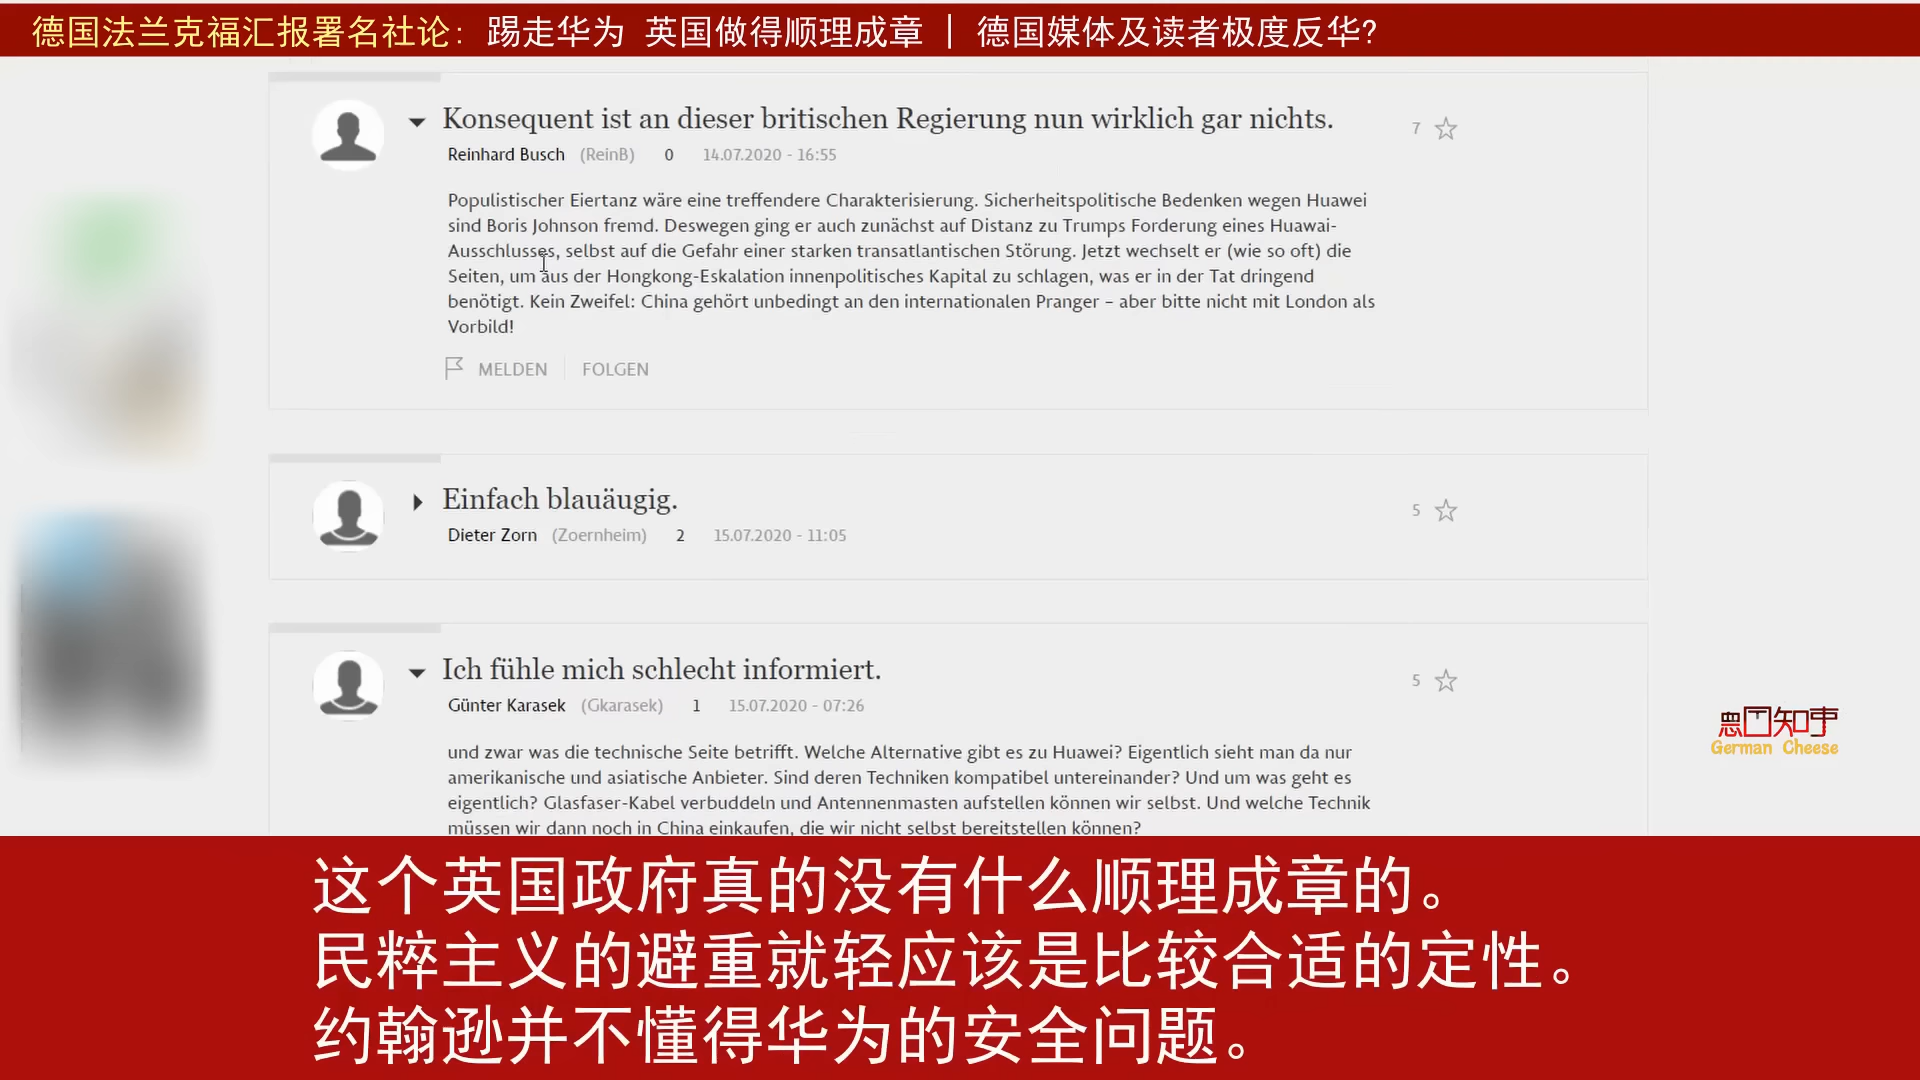 德国法兰克福汇报署名社论：踢走华为 英国做得顺理成章 | 德国媒体及读者极度反华?
Konsequent ist an dieser britischen Regierung nun wirklich gar nichts.
7
Reinhard Busch (ReinB) 0 14.07.2020 - 16:55
Populistischer Eiertanz wäre eine treffendere Charakterisierung. Sicherheitspolitische Bedenken wegen Huawei
sind Boris Johnson fremd. Deswegen ging er auch zunächst auf Distanz zu Trumps Forderung eines Huawai-
Ausschlusses, selbst auf die Gefahr einer starken transatlantischen Störung. Jetzt wechselt er (wie so oft) die
Seiten, um aus der Hongkong-Eskalation innenpolitisches Kapital zu schlagen, was er in der Tat dringend
benötigt. Kein Zweifel: China gehört unbedingt an den internationalen Pranger – aber bitte nicht mit London als
Vorbild!
MELDEN FOLGEN
Einfach blauäugig.
5
Dieter Zorn (Zoernheim) 2 15.07.2020 - 11:05
Ich fühle mich schlecht informiert.
5
Günter Karasek (Gkarasek) 1 15.07.2020 - 07:26
und zwar was die technische Seite betrifft. Welche Alternative gibt es zu Huawei? Eigentlich sieht man da nur
amerikanische und asiatische Anbieter. Sind deren Techniken kompatibel untereinander? Und um was geht es
eigentlich? Glasfaser-Kabel verbuddeln und Antennenmasten aufstellen können wir selbst. Und welche Technik
müssen wir dann noch in China einkaufen, die wir nicht selbst bereitstellen können?
德国知事
German Cheese
这个英国政府真的没有什么顺理成章的。
民粹主义的避重就轻应该是比较合适的定性。
约翰逊并不懂得华为的安全问题。